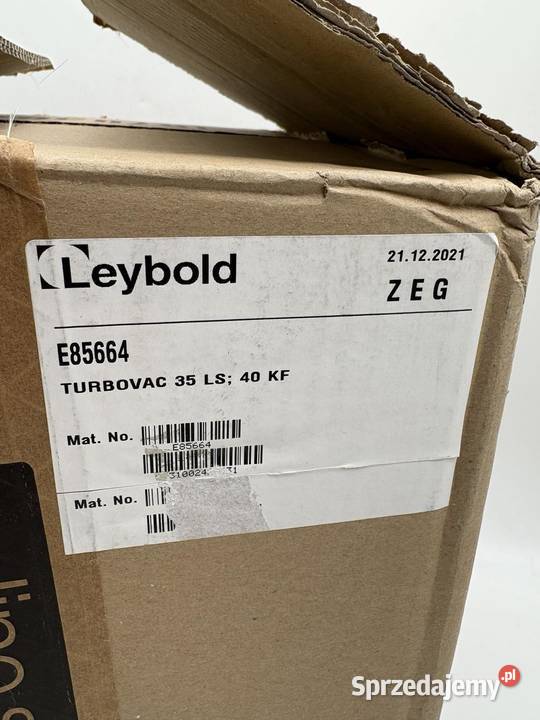 Leybold
21.12.2021
ZEG
E85664
TURBOVAC 35 LS; 40 KF
Mat. No.
E85664
Mat. No.
Sprzedajemy.pl